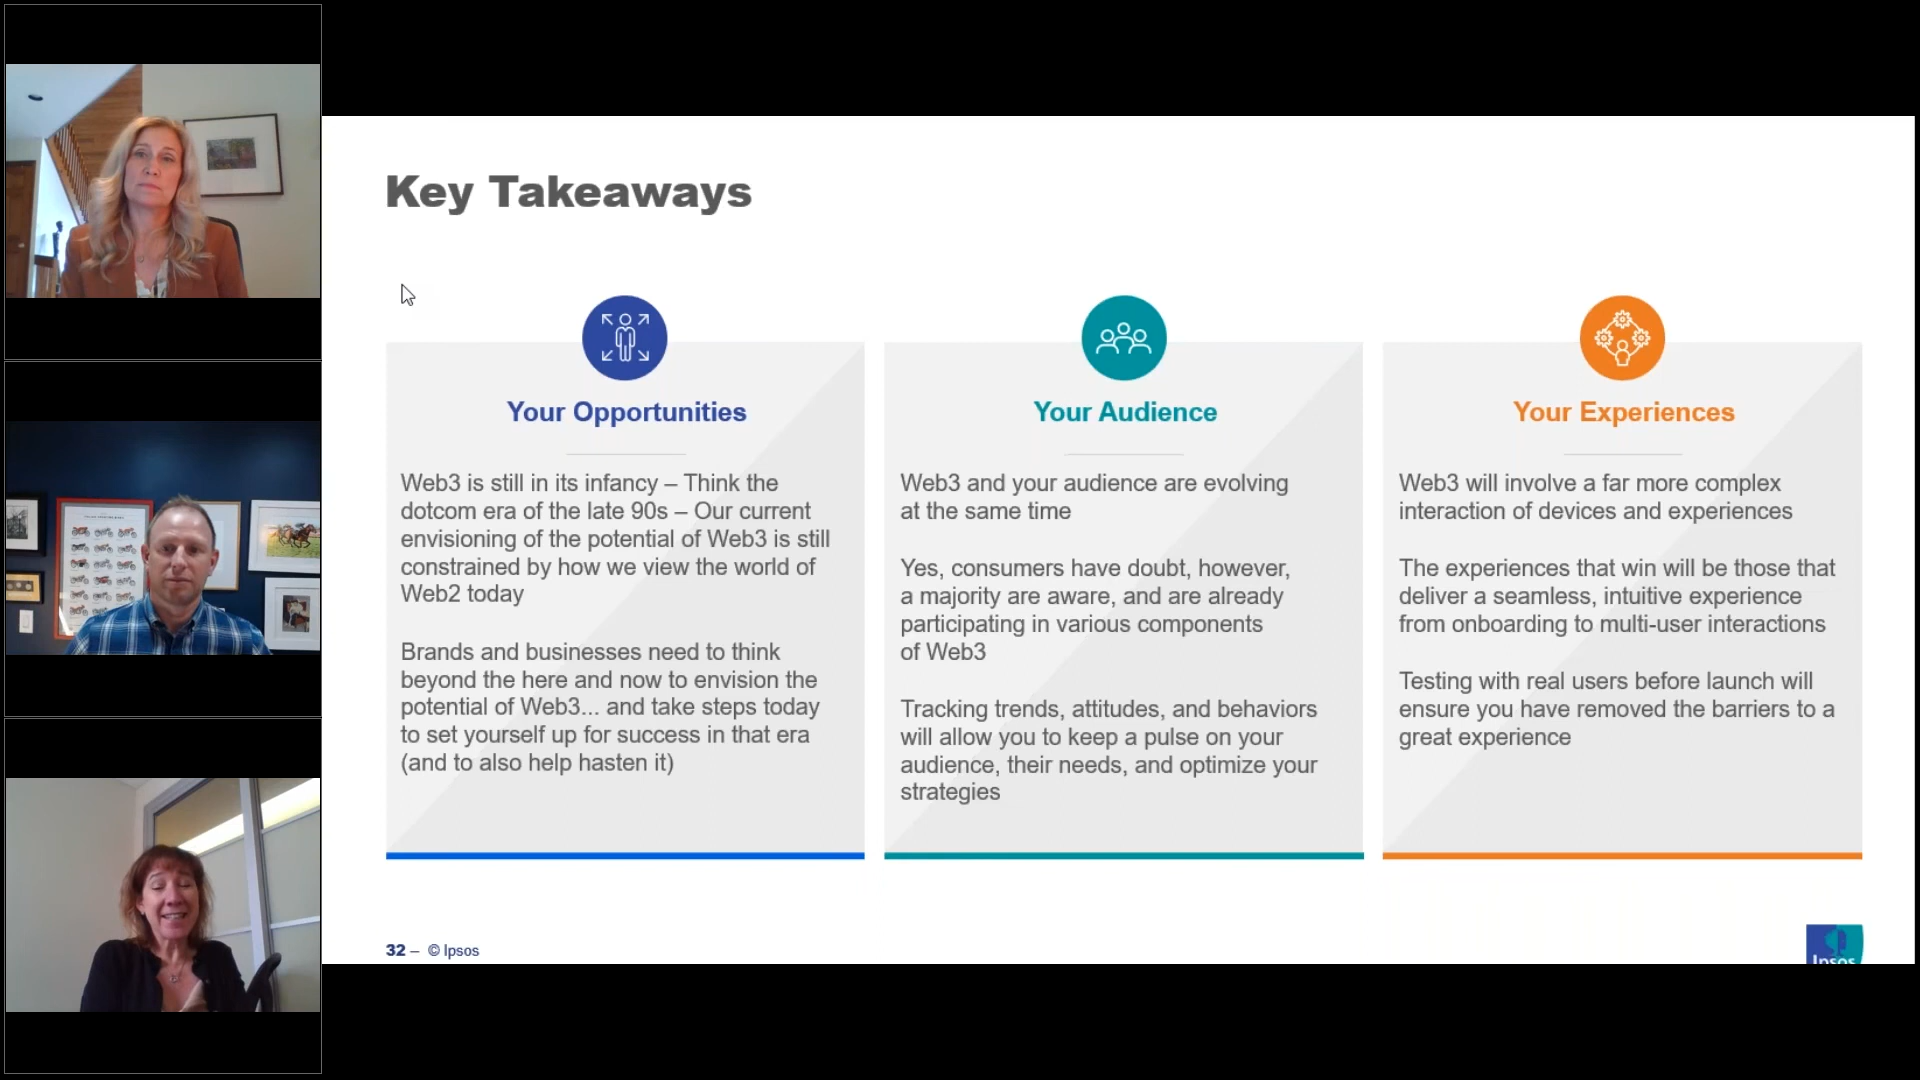 Key Takeaways
Your Opportunities
Web3 is still in its infancy – Think the
dotcom era of the late 90s – Our current
envisioning of the potential of Web3 is still
constrained by how we view the world of
Web2 today
Brands and businesses need to think
beyond the here and now to envision the
potential of Web3... and take steps today
to set yourself up for success in that era
(and to also help hasten it)
Your Audience
Web3 and your audience are evolving
at the same time
Yes, consumers have doubt, however,
a majority are aware, and are already
participating in various components
of Web3
Tracking trends, attitudes, and behaviors
will allow you to keep a pulse on your
audience, their needs, and optimize your
strategies
Your Experiences
Web3 will involve a far more complex
interaction of devices and experiences
The experiences that win will be those that
deliver a seamless, intuitive experience
from onboarding to multi-user interactions
Testing with real users before launch will
ensure you have removed the barriers to a
great experience
32 – © Ipsos
Ipsos